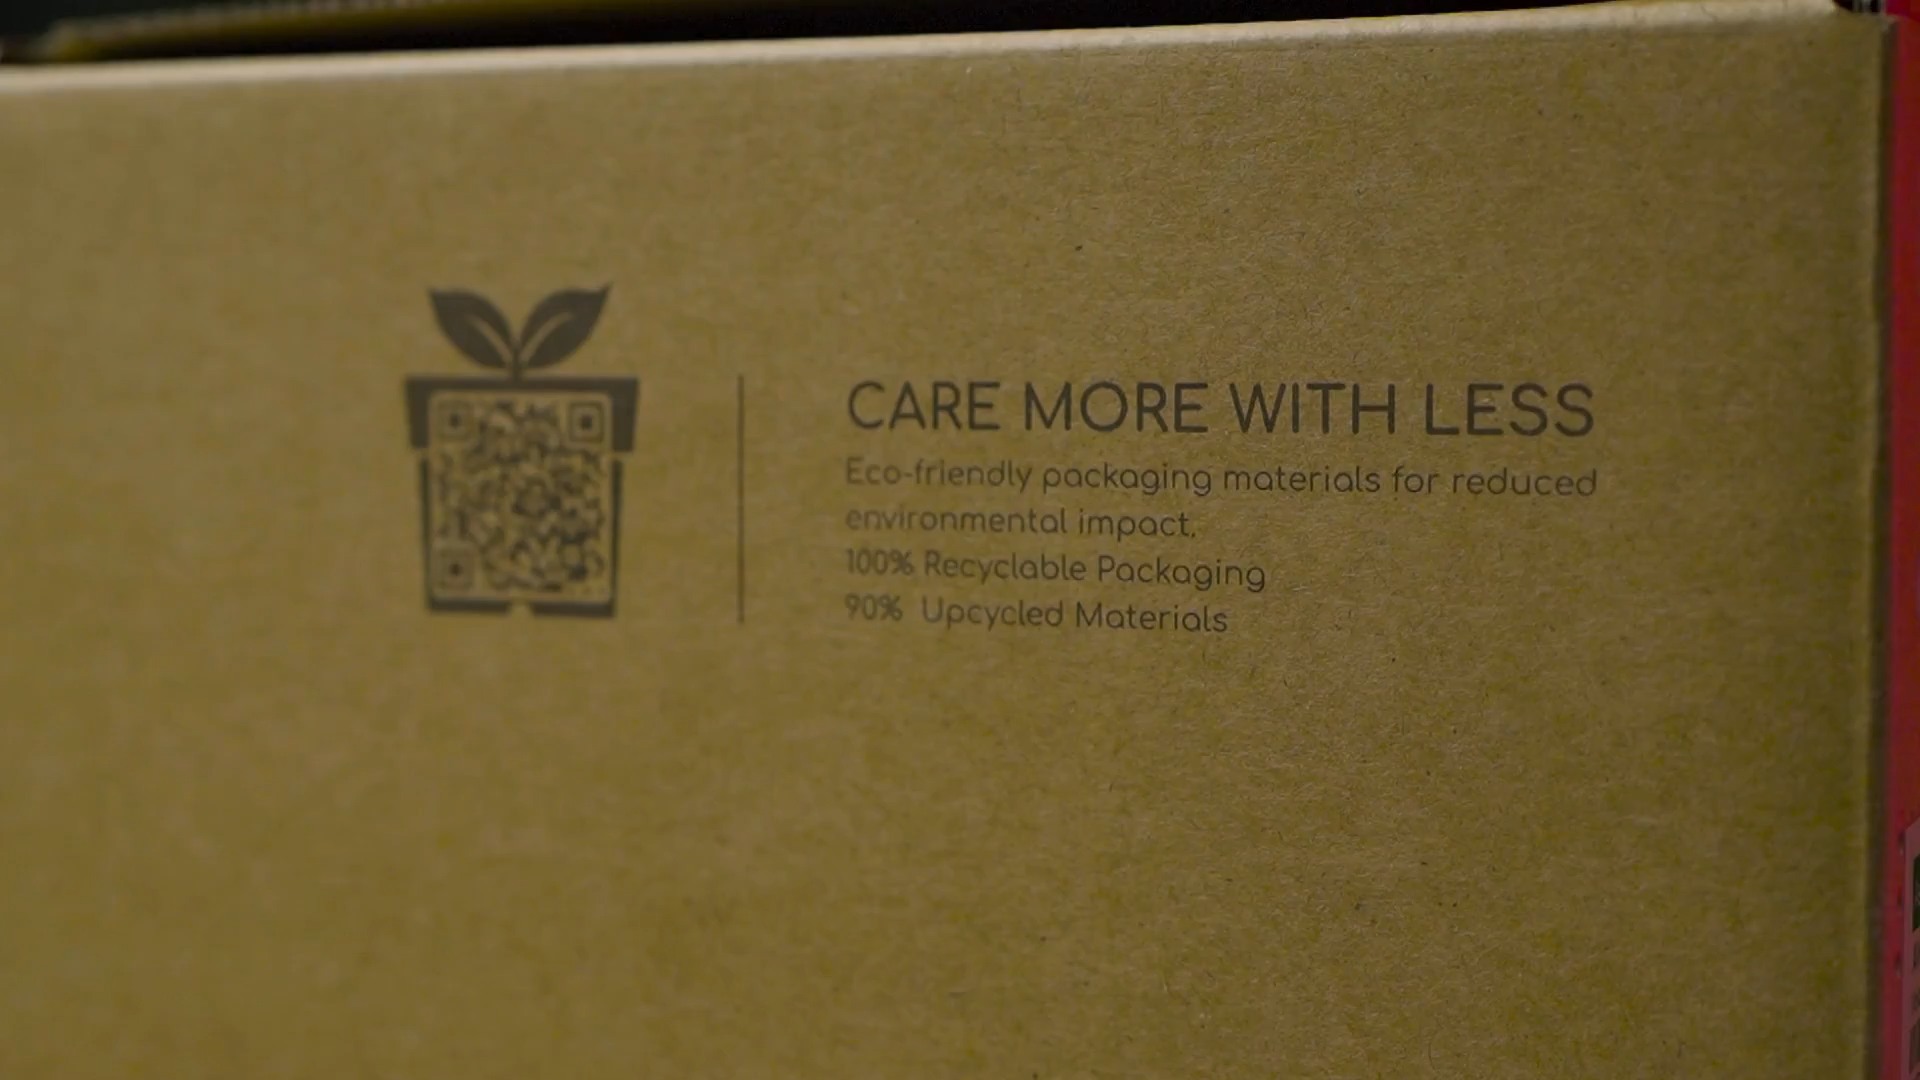 CARE MORE WITH LESS
Eco-friendly packaging materials for reduced
environmental impact.
100% Recyclable Packaging
90% Upcycled Materials